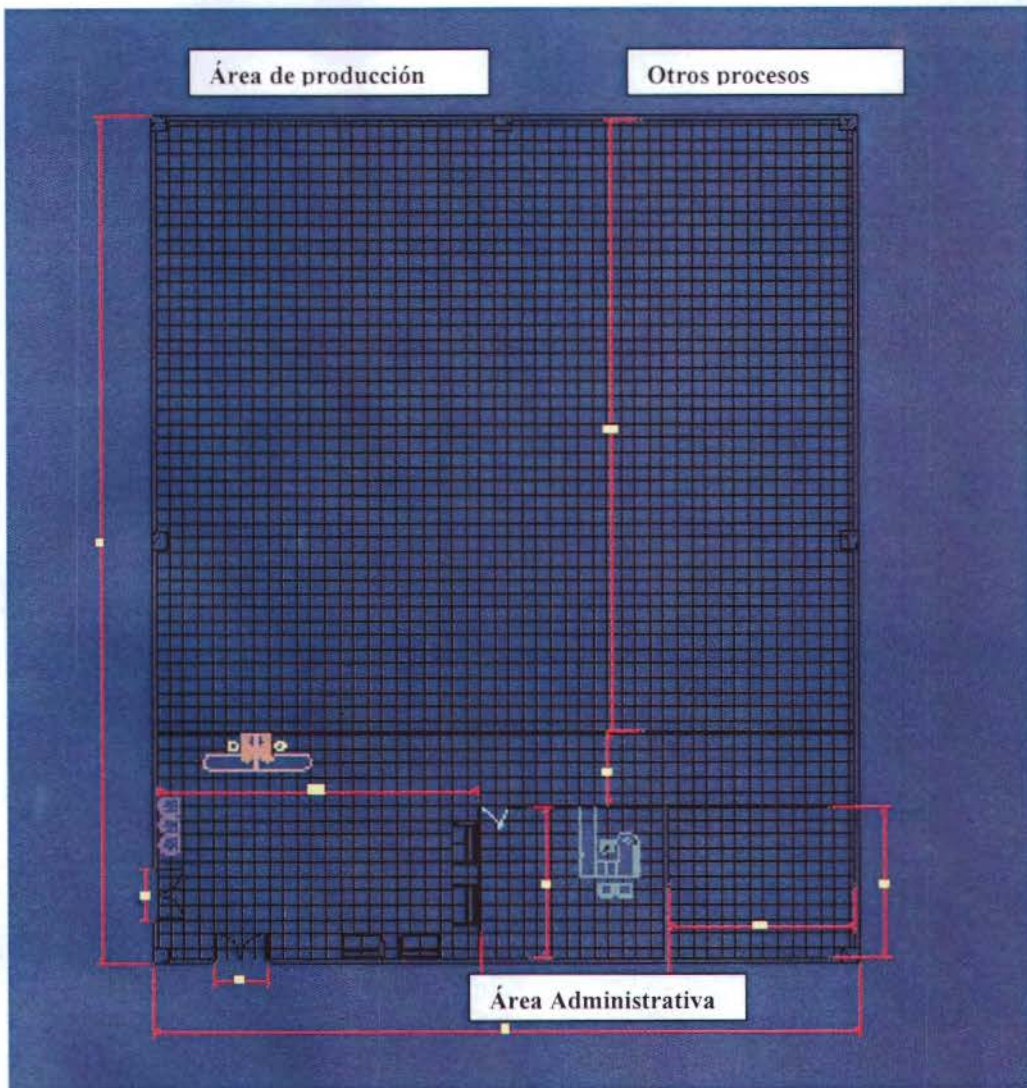 Área de producción
Otros procesos
Área Administrativa